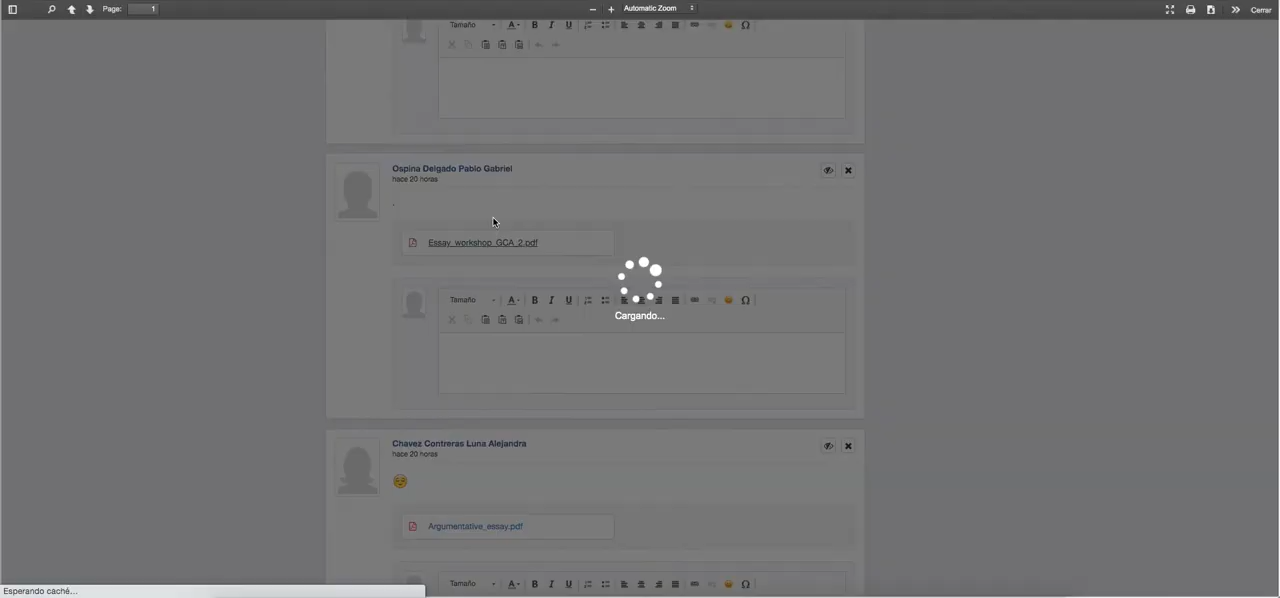 Page: 1
Automatic Zoom
Cerrar
Tamaño
Ospina Delgado Pablo Gabriel
hace 20 horas
.
Essay_workshop_GCA_2.pdf
Tamaño
Cargando...
Chavez Contreras Luna Alejandra
hace 20 horas
Argumentative_essay.pdf
Tamaño
Esperando caché...